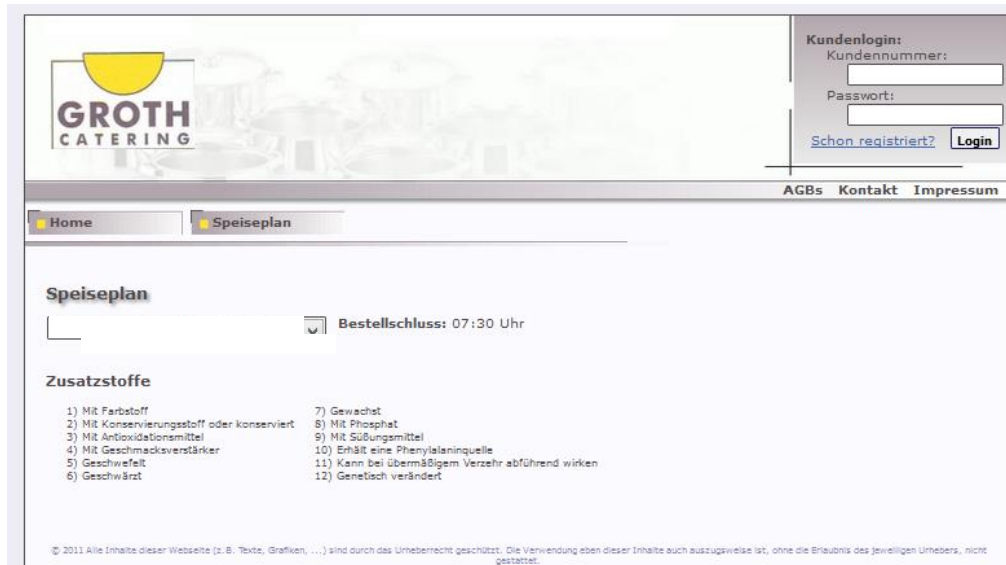 GROTH
CATERING
Kundenlogin:
Kundennummer:
Passwort:
Schon registriert? Login
AGBs Kontakt Impressum
Home Speiseplan
Speiseplan
Bestellschluss: 07:30 Uhr
Zusatzstoffe
1) Mit Farbstoff
2) Mit Konservierungsstoff oder konserviert
3) Mit Antioxidationsmittel
4) Mit Geschmacksverstärker
5) Geschwefelt
6) Geschwärzt
7) Gewachst
8) Mit Phosphat
9) Mit Süßungsmittel
10) Erhält eine Phenylalaninquelle
11) Kann bei übermäßigem Verzehr abführend wirken
12) Genetisch verändert
© 2011 Alle Inhalte dieser Webseite (z.B. Texte, Grafiken, ...) sind durch das Urheberrecht geschützt. Die Verwendung eben dieser Inhalte auch auszugsweise ist, ohne die Erlaubnis des jeweiligen Urhebers, nicht
gestattet.